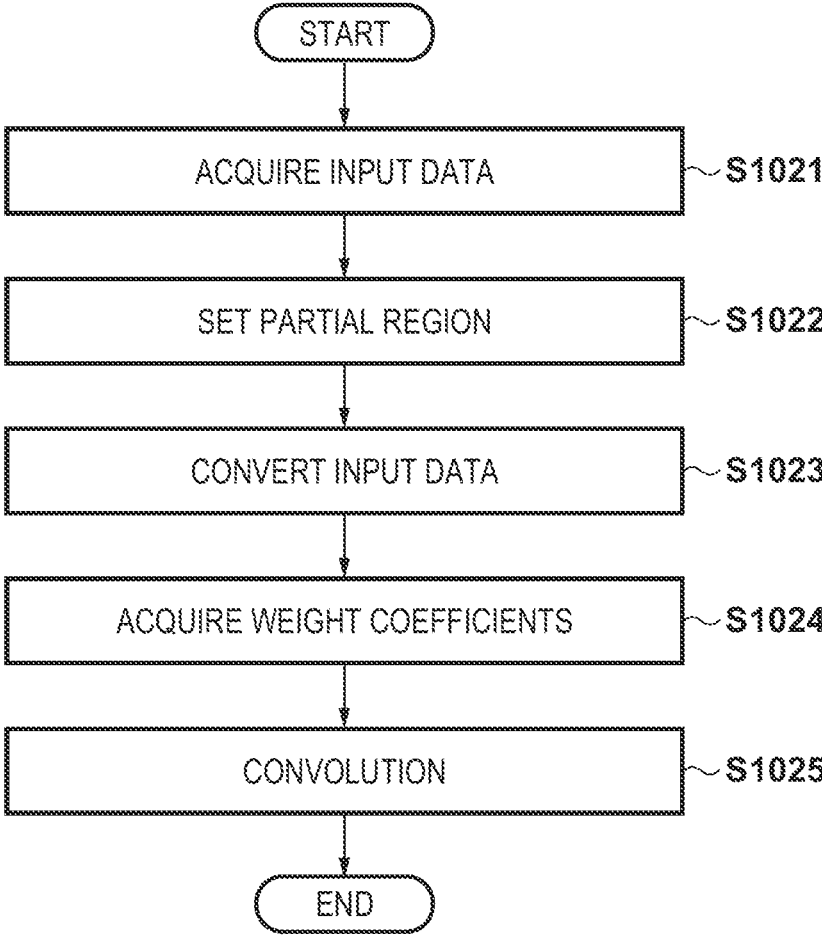 START
ACQUIRE INPUT DATA
S1021
SET PARTIAL REGION
S1022
CONVERT INPUT DATA
S1023
ACQUIRE WEIGHT COEFFICIENTS
S1024
CONVOLUTION
S1025
END